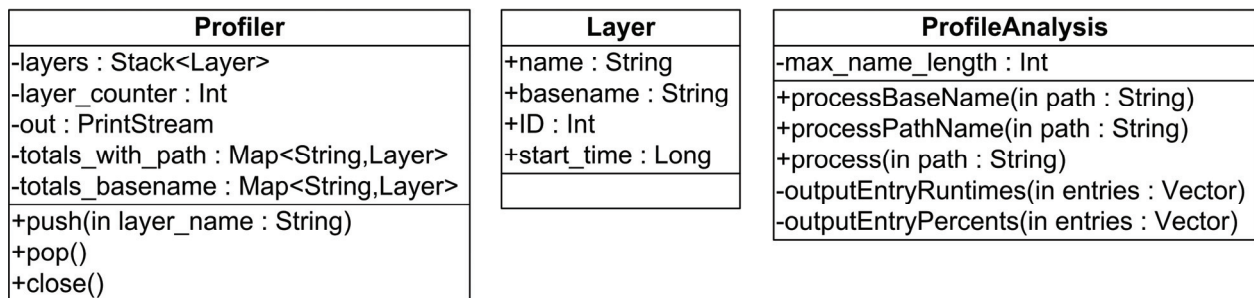 Profiler
-layers : Stack<Layer>
-layer_counter : Int
-out : PrintStream
-totals_with_path : Map<String,Layer>
-totals_basename : Map<String,Layer>
+push(in layer_name : String)
+pop()
+close()
Layer
+name : String
+basename : String
+ID : Int
+start_time : Long
ProfileAnalysis
-max_name_length : Int
+processBaseName(in path : String)
+processPathName(in path : String)
+process(in path : String)
-outputEntryRuntimes(in entries : Vector)
-outputEntryPercents(in entries : Vector)